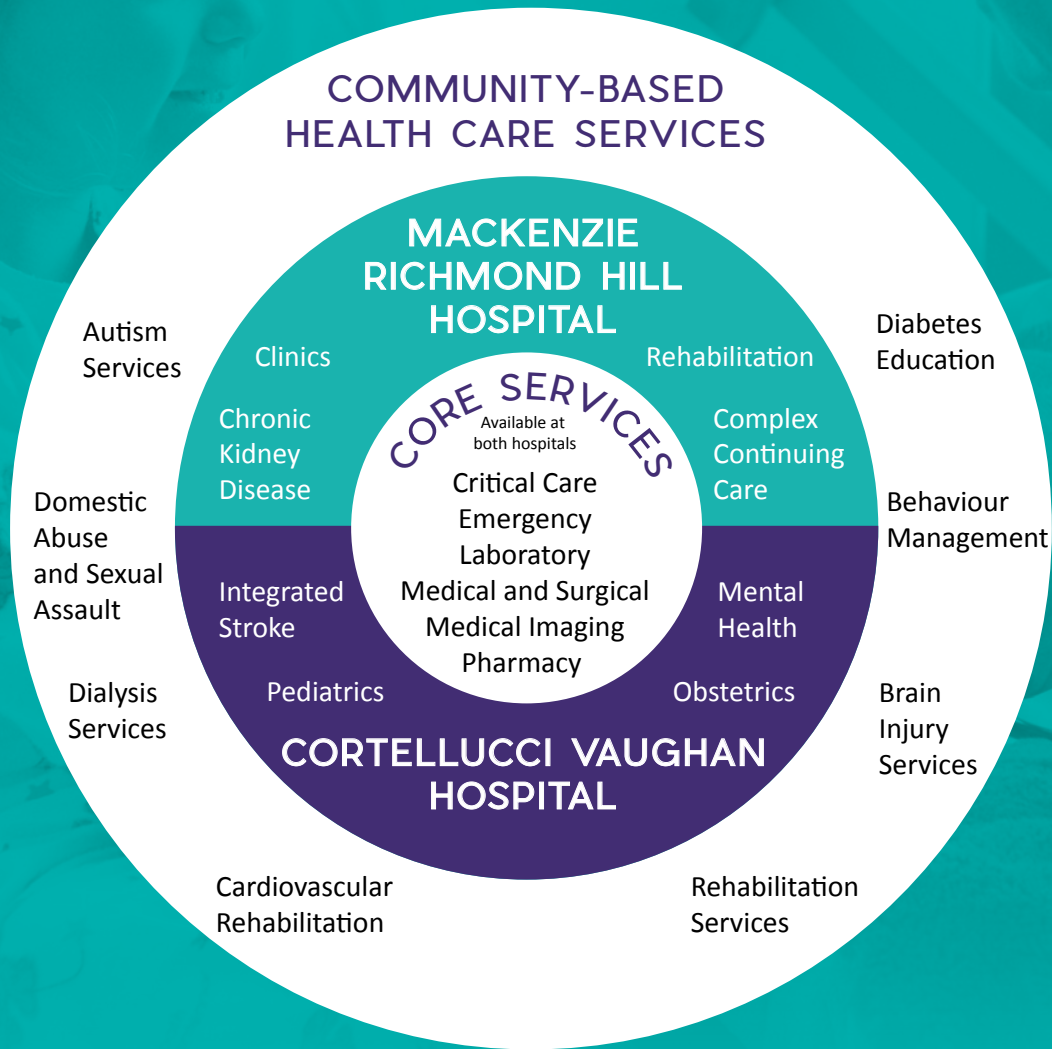 COMMUNITY-BASED
HEALTH CARE SERVICES
MACKENZIE
RICHMOND HILL
HOSPITAL
Autism
Services
Clinics
Rehabilitation
Diabetes
Education
Chronic
Kidney
Disease
CORE SERVICES
Available at
both hospitals
Critical Care
Emergency
Laboratory
Medical and Surgical
Medical Imaging
Pharmacy
Complex
Continuing
Care
Domestic
Abuse
and Sexual
Assault
Behaviour
Management
Integrated
Stroke
Mental
Health
Dialysis
Services
Pediatrics
Obstetrics
Brain
Injury
Services
CORTELLUCCI VAUGHAN
HOSPITAL
Cardiovascular
Rehabilitation
Rehabilitation
Services